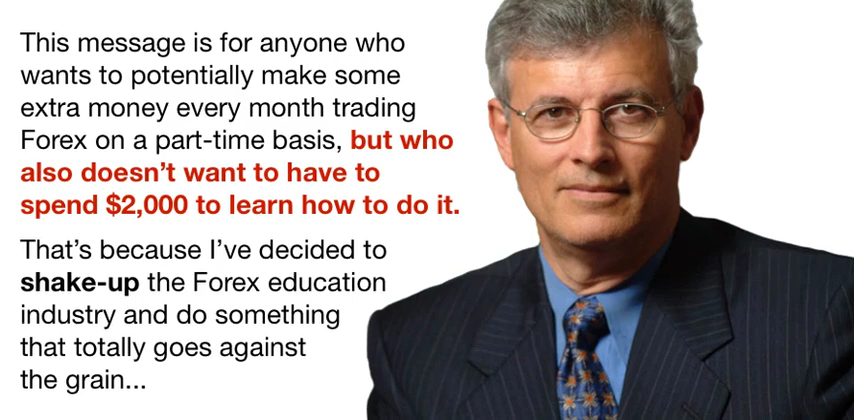 This message is for anyone who
wants to potentially make some
extra money every month trading
Forex on a part-time basis, but who
also doesn’t want to have to
spend $2,000 to learn how to do it.
That’s because I’ve decided to
shake-up the Forex education
industry and do something
that totally goes against
the grain...